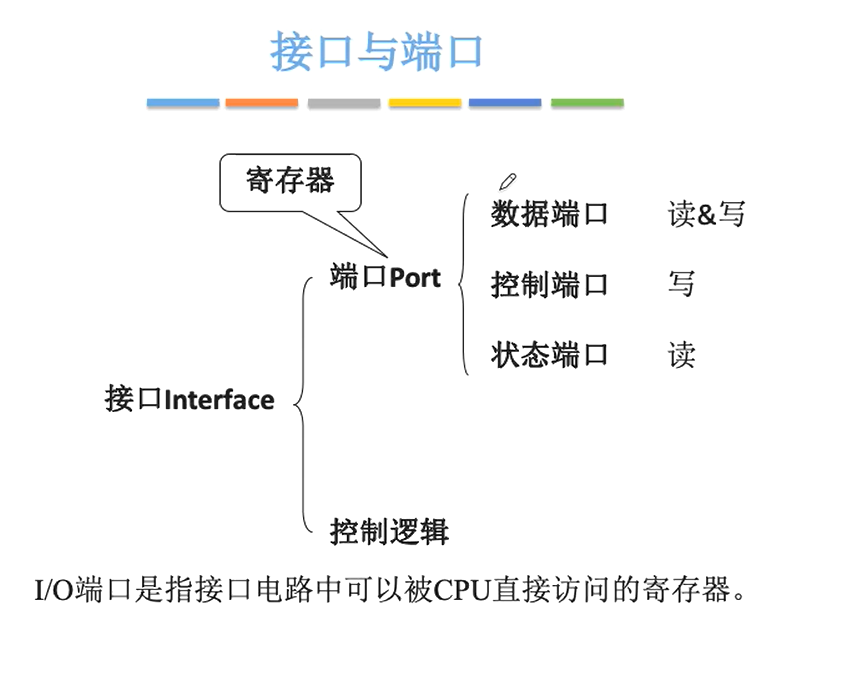 接口与端口
寄存器
数据端口 读&写
端口Port
控制端口 写
状态端口 读
接口Interface
控制逻辑
I/O端口是指接口电路中可以被CPU直接访问的寄存器。